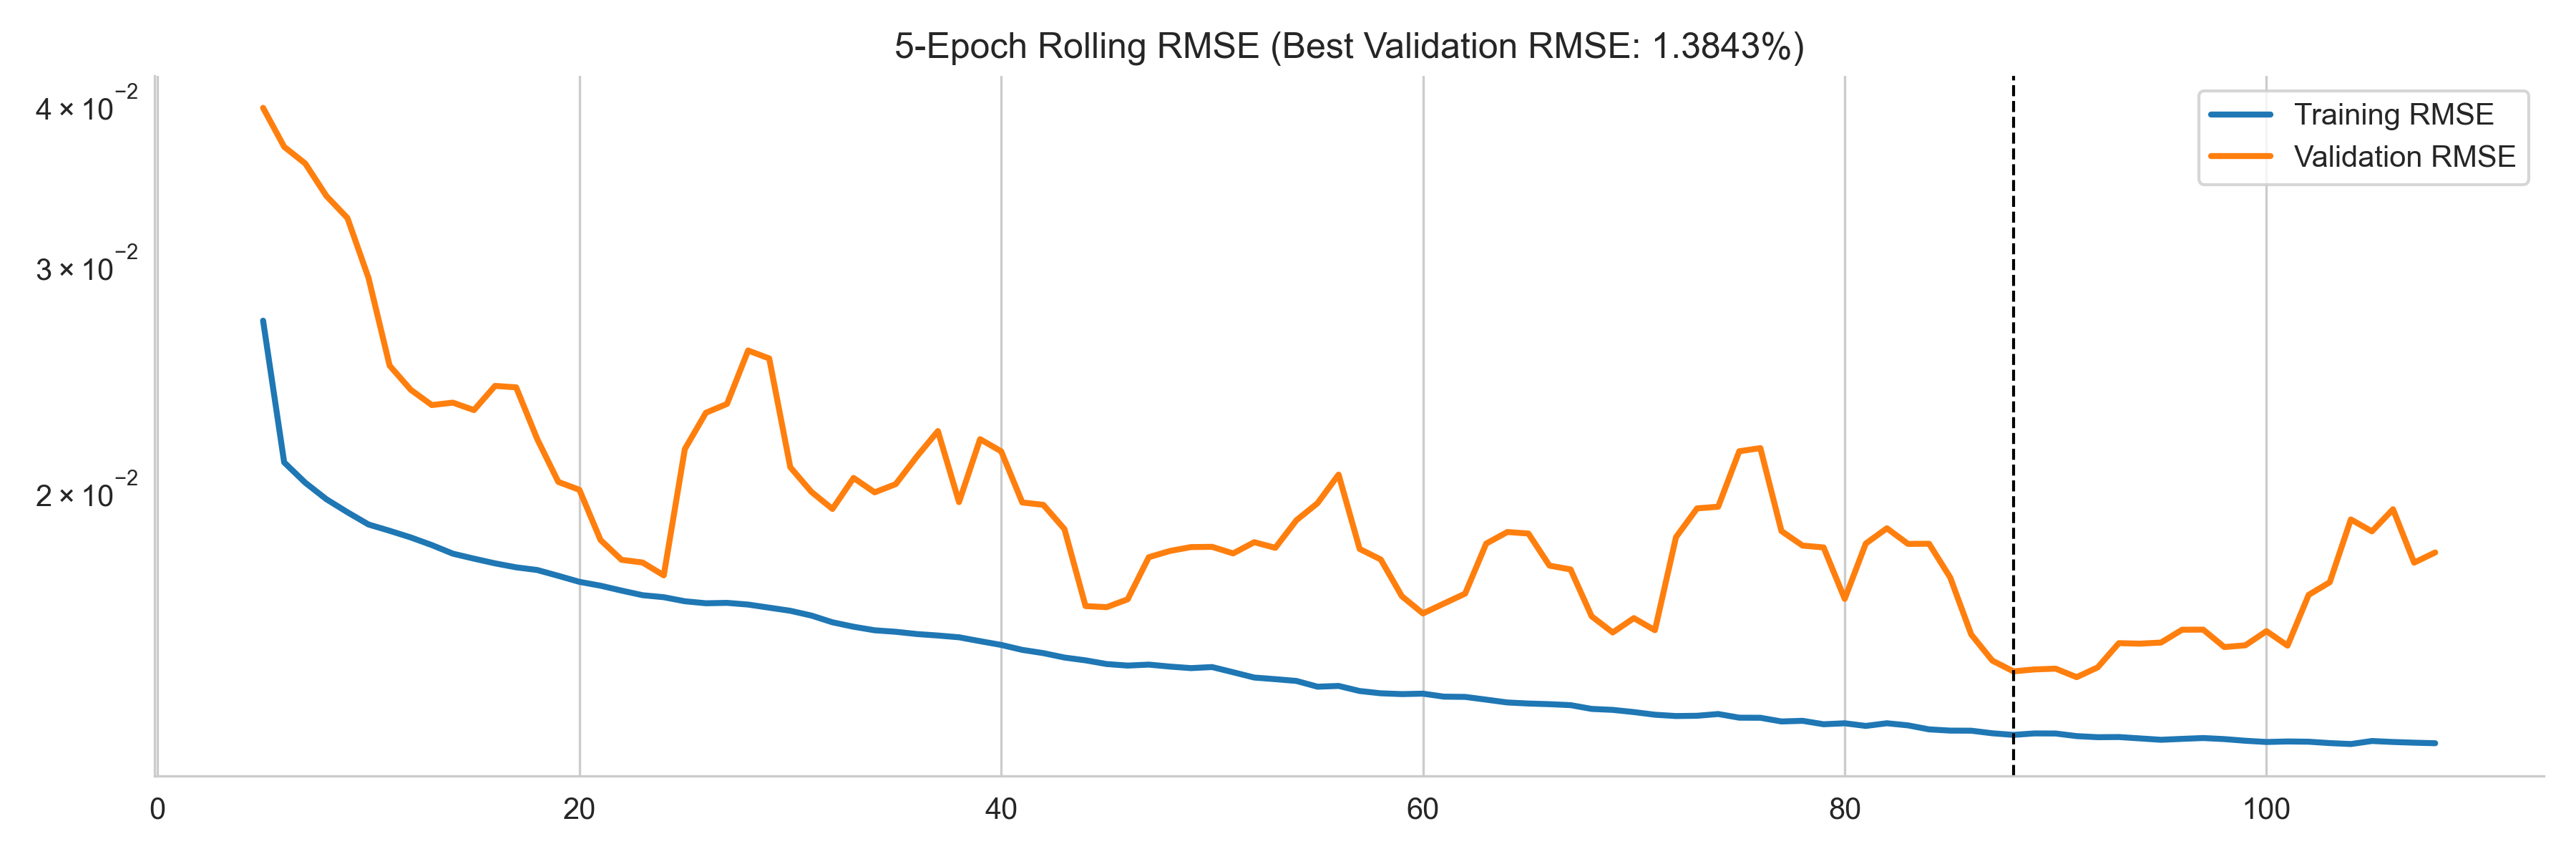 5-Epoch Rolling RMSE (Best Validation RMSE: 1.3843%)
4 × 10⁻²
3 × 10⁻²
2 × 10⁻²
Training RMSE
Validation RMSE
0 20 40 60 80 100